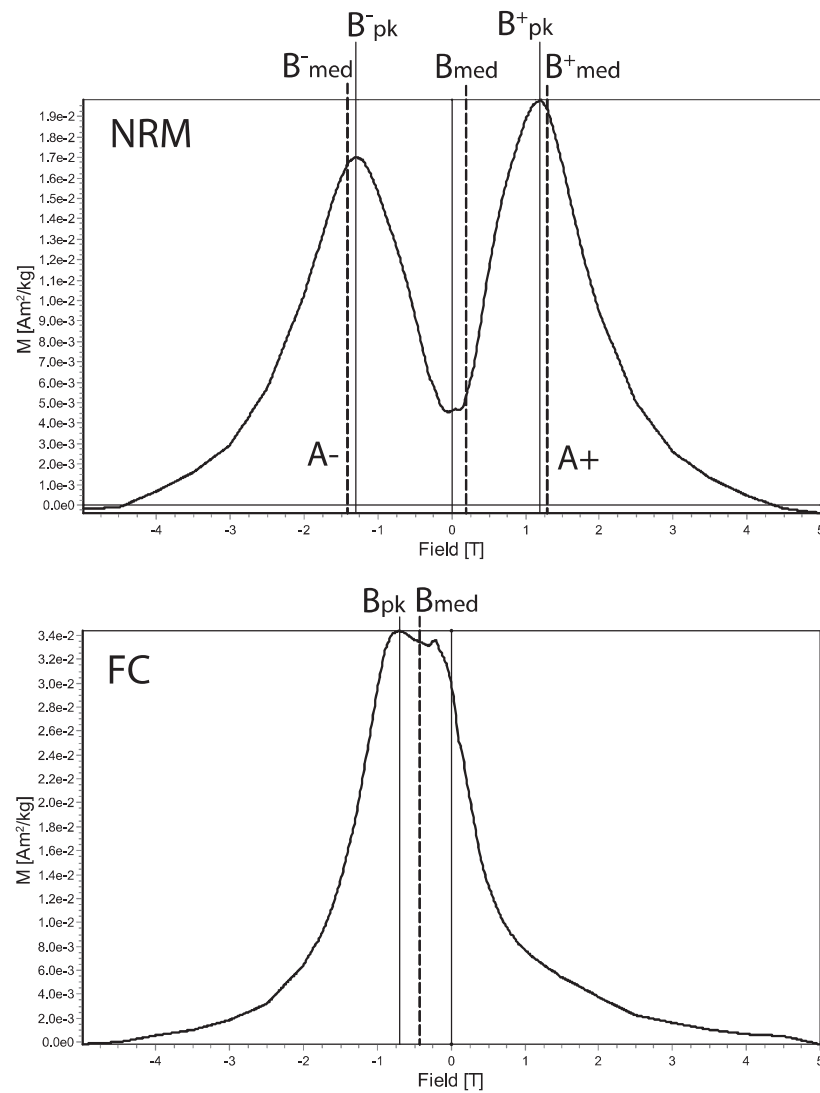 B⁻pk B⁺pk
B⁻med Bmed B⁺med
NRM
1.9e-2
1.8e-2
1.7e-2
1.6e-2
1.5e-2
1.4e-2
1.3e-2
1.2e-2
1.1e-2
1.0e-2
9.0e-3
8.0e-3
7.0e-3
6.0e-3
5.0e-3
4.0e-3
3.0e-3
2.0e-3
1.0e-3
0.0e0
M [Am²/kg]
A- A+
-4 -3 -2 -1 0 1 2 3 4 5
Field [T]
Bpk Bmed
FC
3.4e-2
3.2e-2
3.0e-2
2.8e-2
2.6e-2
2.4e-2
2.2e-2
2.0e-2
1.8e-2
1.6e-2
1.4e-2
1.2e-2
1.0e-2
8.0e-3
6.0e-3
4.0e-3
2.0e-3
0.0e0
M [Am²/kg]
-4 -3 -2 -1 0 1 2 3 4 5
Field [T]